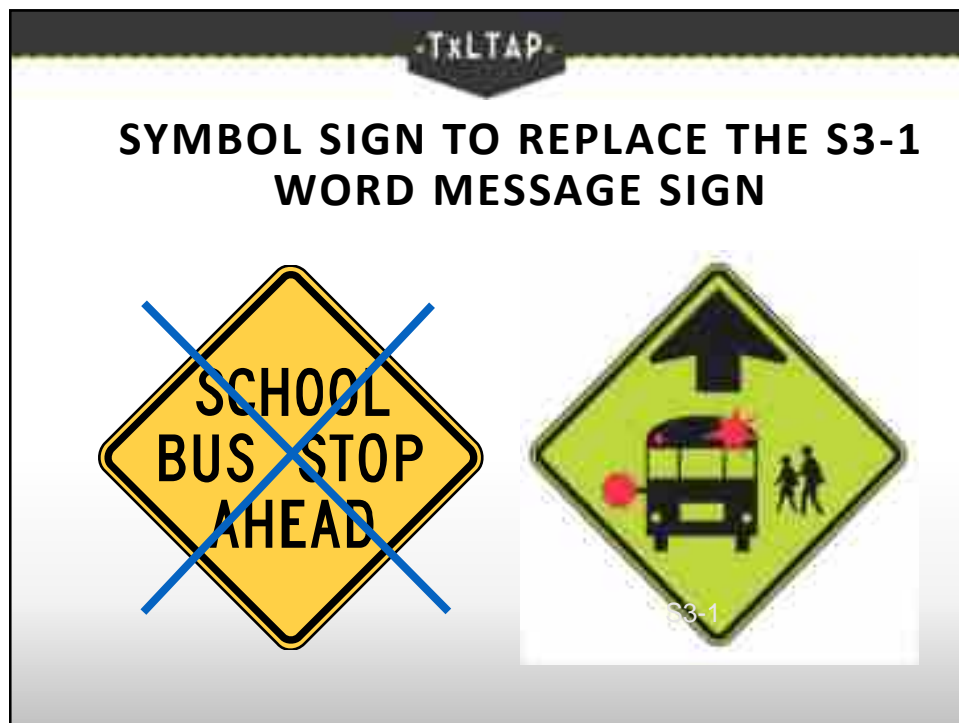 ·TxLTAP·
SYMBOL SIGN TO REPLACE THE S3-1
WORD MESSAGE SIGN
SCHOOL
BUS STOP
AHEAD
S3-1